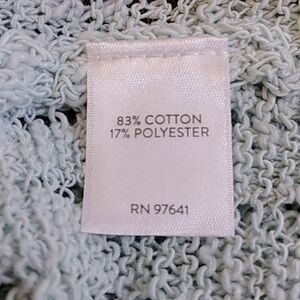 83% COTTON
17% POLYESTER
RN 97641